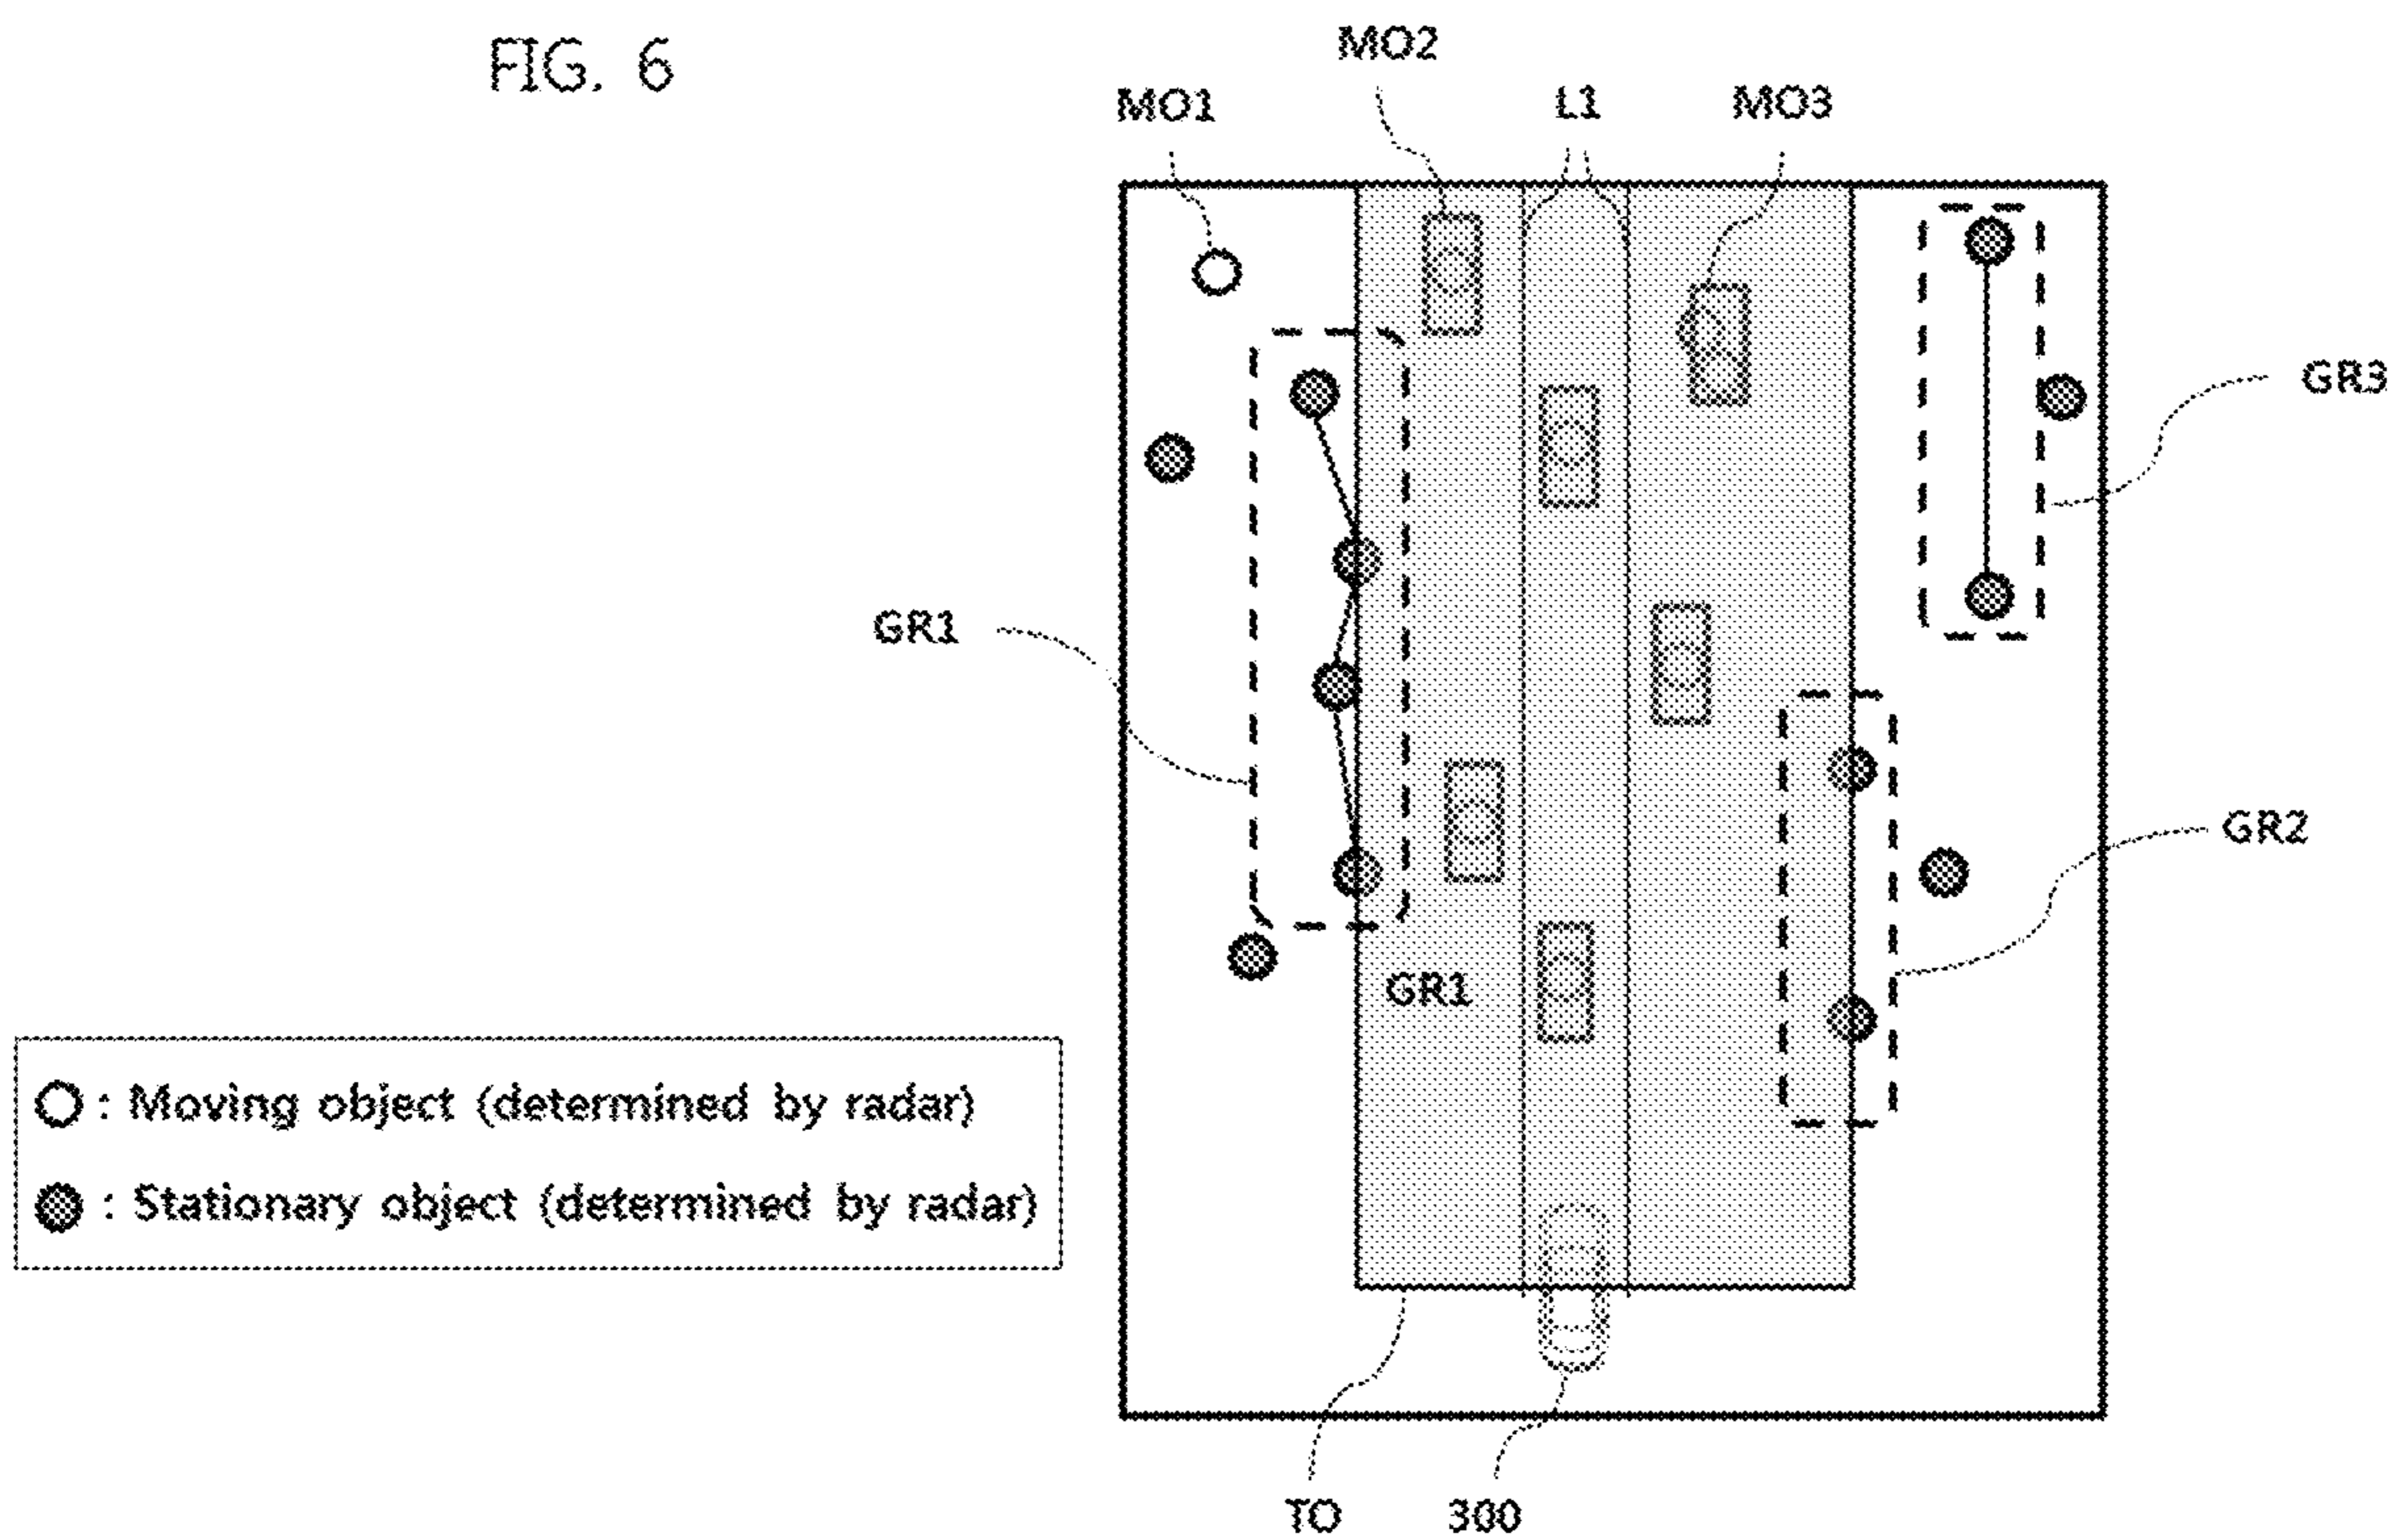 FIG. 6
MO2
MO1
L1
MO3
GR3
GR1
GR2
GR1
○ : Moving object (determined by radar)
: Stationary object (determined by radar)
TO
300